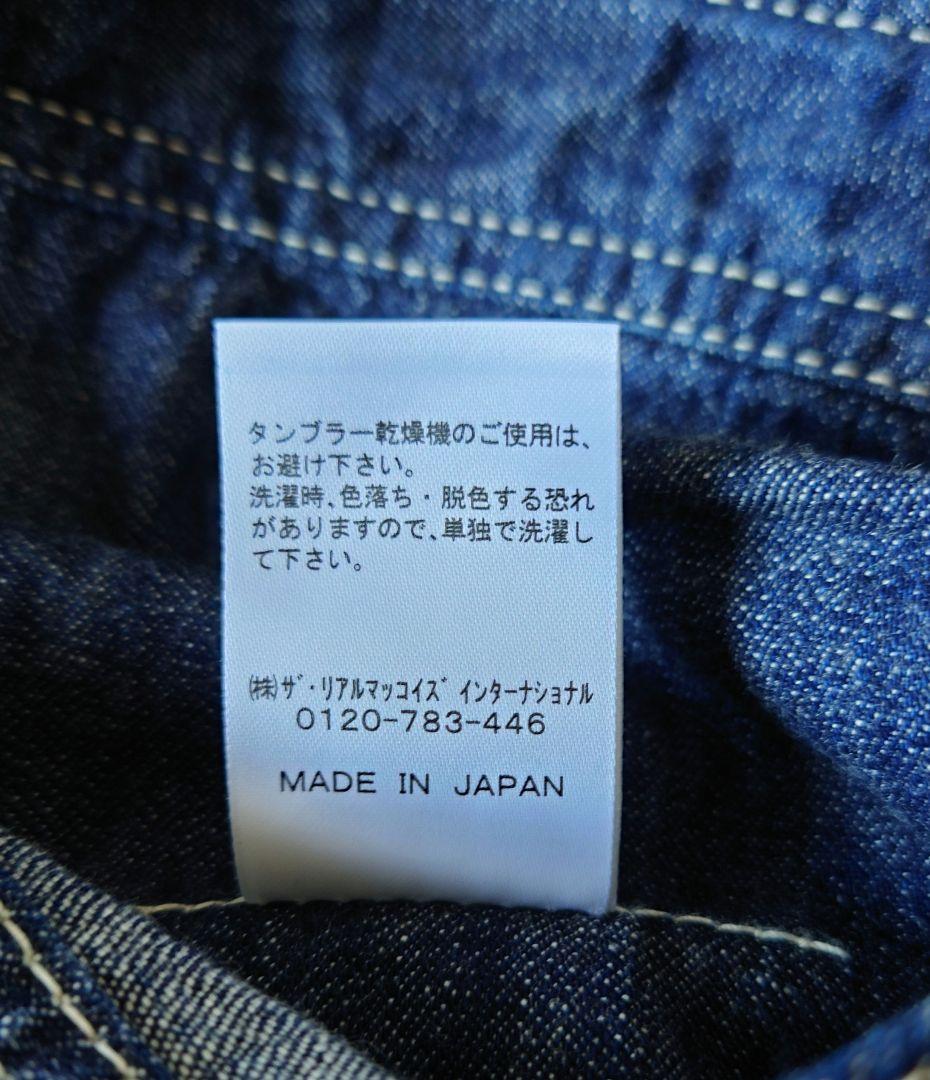 タンブラー乾燥機のご使用は、
お避け下さい。
洗濯時、色落ち・脱色する恐れ
がありますので、単独で洗濯し
て下さい。
㈱ｻﾞ・リアルマッコイズ インターナショナル
0120-783-446
MADE IN JAPAN